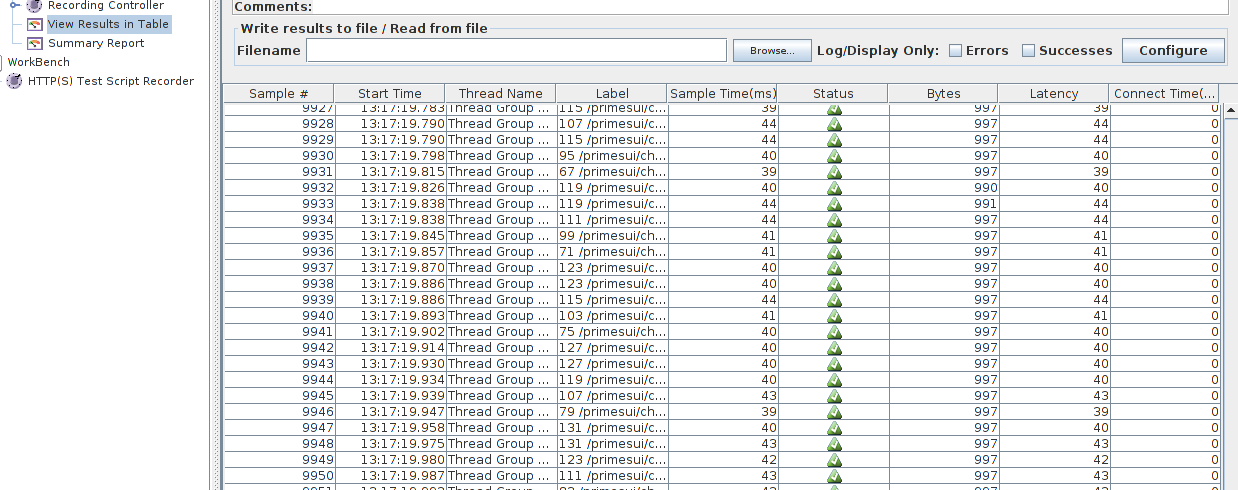 Recording Controller
View Results in Table
Summary Report
WorkBench
HTTP(S) Test Script Recorder
Comments:
Write results to file / Read from file
Filename Browse... Log/Display Only: Errors Successes Configure
Sample # Start Time Thread Name Label Sample Time(ms) Status Bytes Latency Connect Time(...
9927 13:17:19.783 Thread Group ... 115 /primesui/c... 39 997 39 0
9928 13:17:19.790 Thread Group ... 107 /primesui/c... 44 997 44 0
9929 13:17:19.790 Thread Group ... 115 /primesui/c... 44 997 44 0
9930 13:17:19.798 Thread Group ... 95 /primesui/ch... 40 997 40 0
9931 13:17:19.815 Thread Group ... 67 /primesui/ch... 39 997 39 0
9932 13:17:19.826 Thread Group ... 119 /primesui/c... 40 990 40 0
9933 13:17:19.838 Thread Group ... 119 /primesui/c... 44 991 44 0
9934 13:17:19.838 Thread Group ... 111 /primesui/c... 44 997 44 0
9935 13:17:19.845 Thread Group ... 99 /primesui/ch... 41 997 41 0
9936 13:17:19.857 Thread Group ... 71 /primesui/ch... 41 997 41 0
9937 13:17:19.870 Thread Group ... 123 /primesui/c... 40 997 40 0
9938 13:17:19.886 Thread Group ... 123 /primesui/c... 40 997 40 0
9939 13:17:19.886 Thread Group ... 115 /primesui/c... 44 997 44 0
9940 13:17:19.893 Thread Group ... 103 /primesui/c... 41 997 41 0
9941 13:17:19.902 Thread Group ... 75 /primesui/ch... 40 997 40 0
9942 13:17:19.914 Thread Group ... 127 /primesui/c... 40 997 40 0
9943 13:17:19.930 Thread Group ... 127 /primesui/c... 40 997 40 0
9944 13:17:19.934 Thread Group ... 119 /primesui/c... 40 997 40 0
9945 13:17:19.939 Thread Group ... 107 /primesui/c... 43 997 43 0
9946 13:17:19.947 Thread Group ... 79 /primesui/ch... 39 997 39 0
9947 13:17:19.958 Thread Group ... 131 /primesui/c... 40 997 40 0
9948 13:17:19.975 Thread Group ... 131 /primesui/c... 43 997 43 0
9949 13:17:19.980 Thread Group ... 123 /primesui/c... 42 997 42 0
9950 13:17:19.987 Thread Group ... 111 /primesui/c... 43 997 43 0